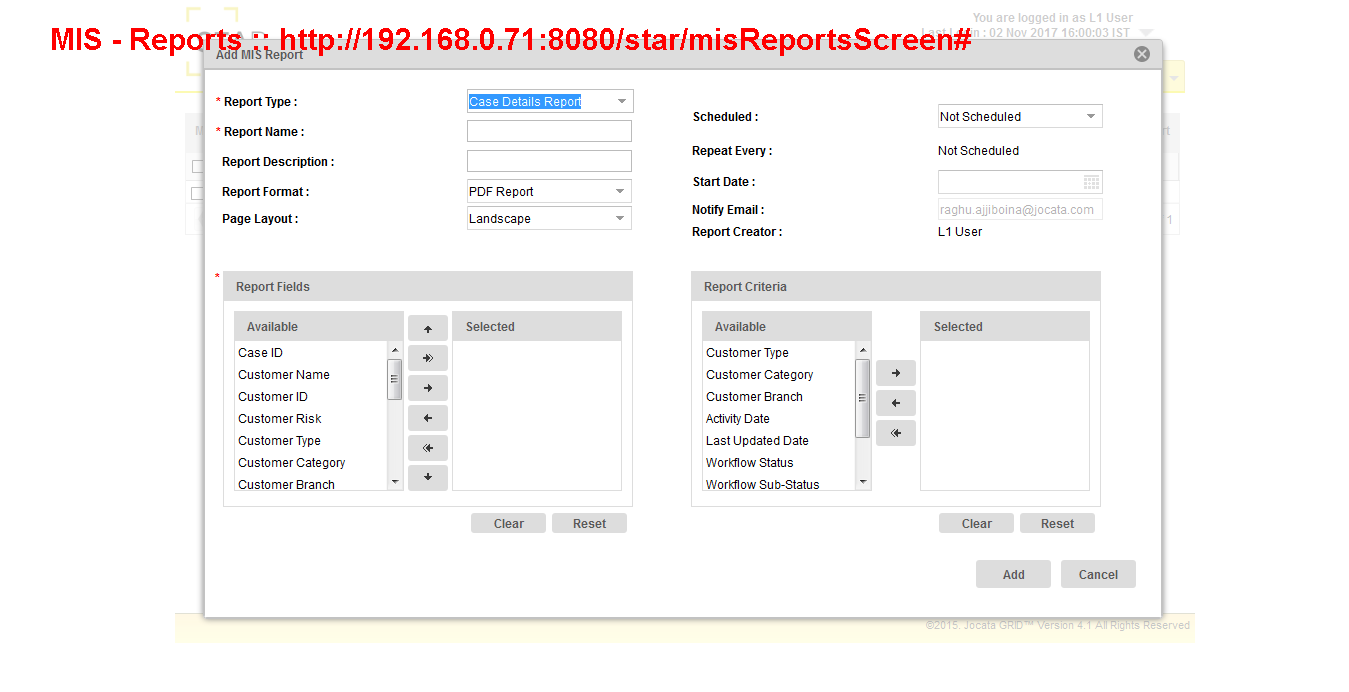 You are logged in as L1 User
MIS - Reports :: http://192.168.0.71:8080/star/misReportsScreen#
: 02 Nov 2017 16:00:03 IST
Add MIS Report
* Report Type :
Case Details Report
* Report Name :
Report Description :
Report Format :
PDF Report
Page Layout :
Landscape
Scheduled :
Not Scheduled
Repeat Every :
Not Scheduled
Start Date :
Notify Email :
raghu.ajjiboina@jocata.com
Report Creator :
L1 User
*
Report Fields
Available
Selected
Case ID
Customer Name
Customer ID
Customer Risk
Customer Type
Customer Category
Customer Branch
Clear
Reset
Report Criteria
Available
Selected
Customer Type
Customer Category
Customer Branch
Activity Date
Last Updated Date
Workflow Status
Workflow Sub-Status
Clear
Reset
Add
Cancel
1
©2015. Jocata GRID™ Version 4.1 All Rights Reserved